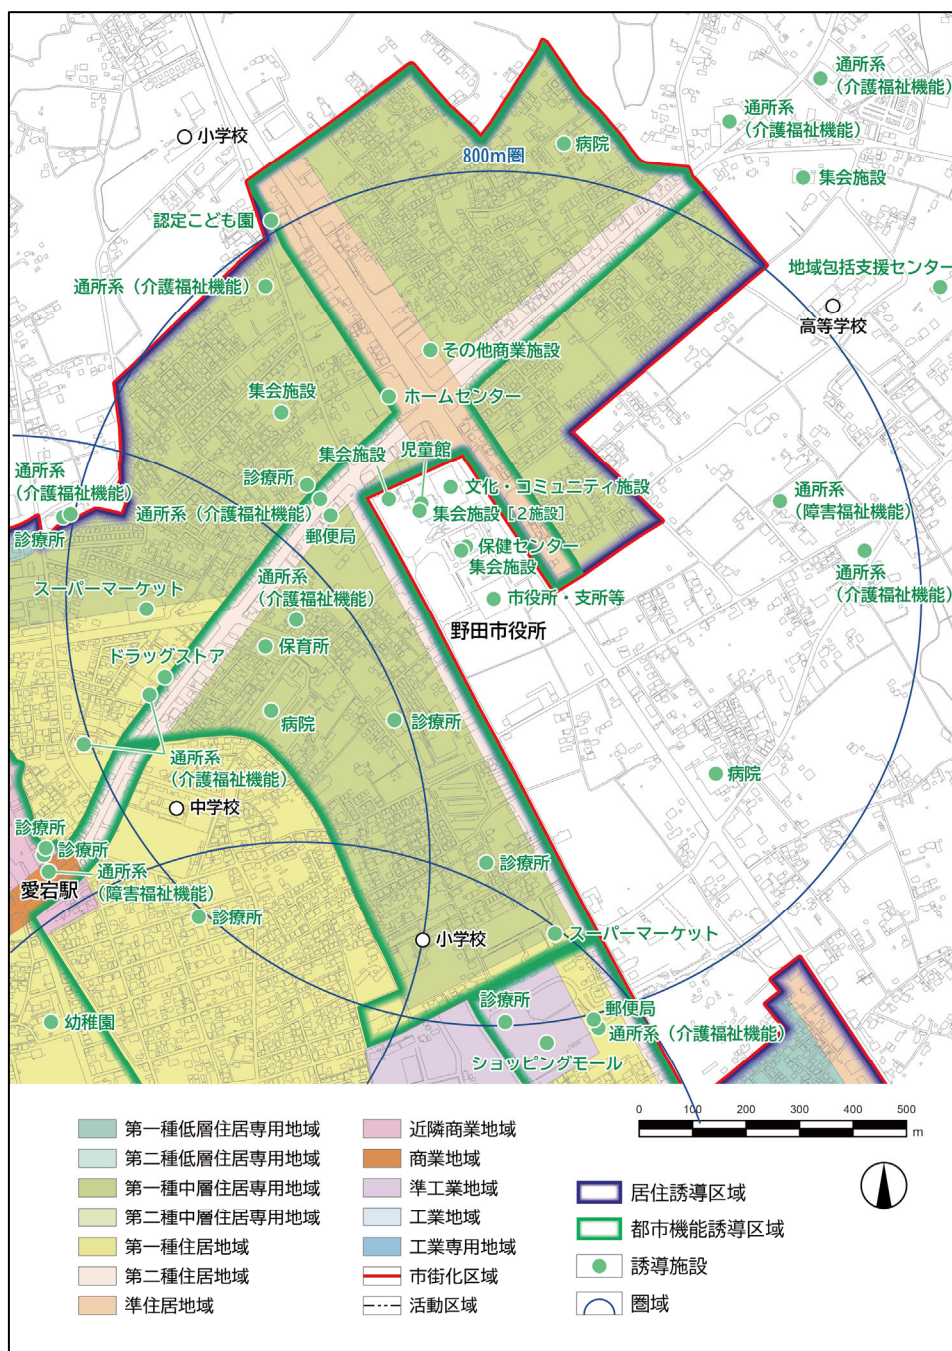 通所系
（介護福祉機能）
通所系
（介護福祉機能）
小学校
病院
800m圏
集会施設
認定こども園
地域包括支援センター
通所系（介護福祉機能）
高等学校
その他商業施設
ホームセンター
集会施設
集会施設
児童館
通所系
（介護福祉機能）
診療所
診療所
文化・コミュニティ施設
通所系（介護福祉機能）
集会施設［2施設］
通所系
（障害福祉機能）
郵便局
保健センター
集会施設
通所系
（介護福祉機能）
スーパーマーケット
通所系
（介護福祉機能）
市役所・支所等
野田市役所
保育所
ドラッグストア
病院
診療所
通所系
（介護福祉機能）
病院
中学校
診療所
診療所
通所系
（障害福祉機能）
愛宕駅
診療所
診療所
小学校
スーパーマーケット
幼稚園
診療所
郵便局
通所系（介護福祉機能）
ショッピングモール
第一種低層住居専用地域
第二種低層住居専用地域
第一種中層住居専用地域
第二種中層住居専用地域
第一種住居地域
第二種住居地域
準住居地域
近隣商業地域
商業地域
準工業地域
工業地域
工業専用地域
市街化区域
活動区域
0 100 200 300 400 500
m
居住誘導区域
都市機能誘導区域
誘導施設
圏域